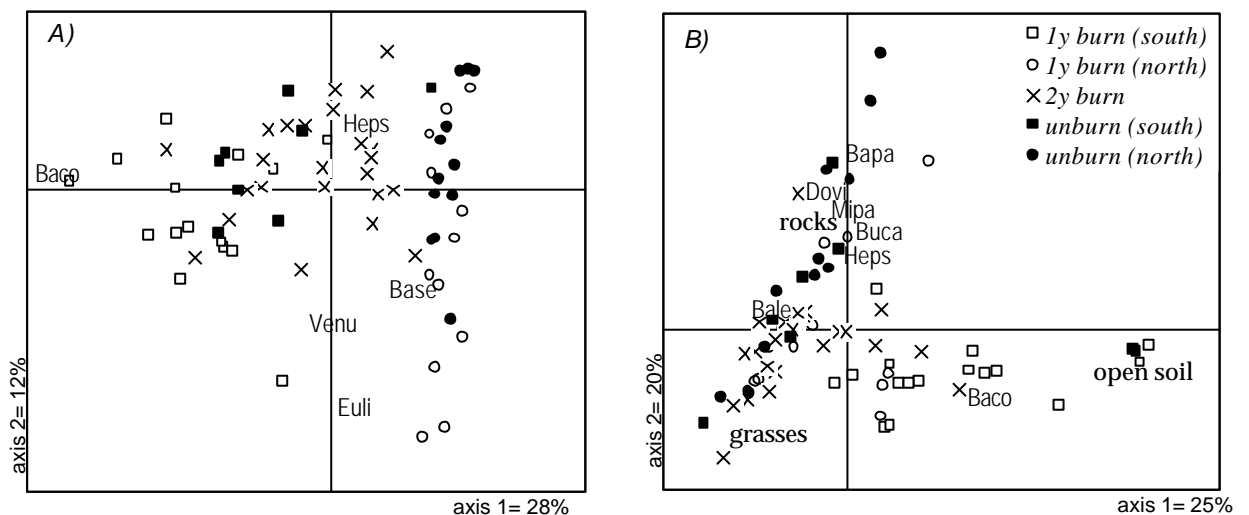 A)
Heps
Baco
Base
Venu
Euli
axis 2= 12%
axis 1= 28%
B)
1y burn (south)
1y burn (north)
2y burn
unburn (south)
unburn (north)
Bapa
Dovi
Mipa
rocks
Buca
Heps
Bale
open soil
Baco
grasses
axis 2= 20%
axis 1= 25%